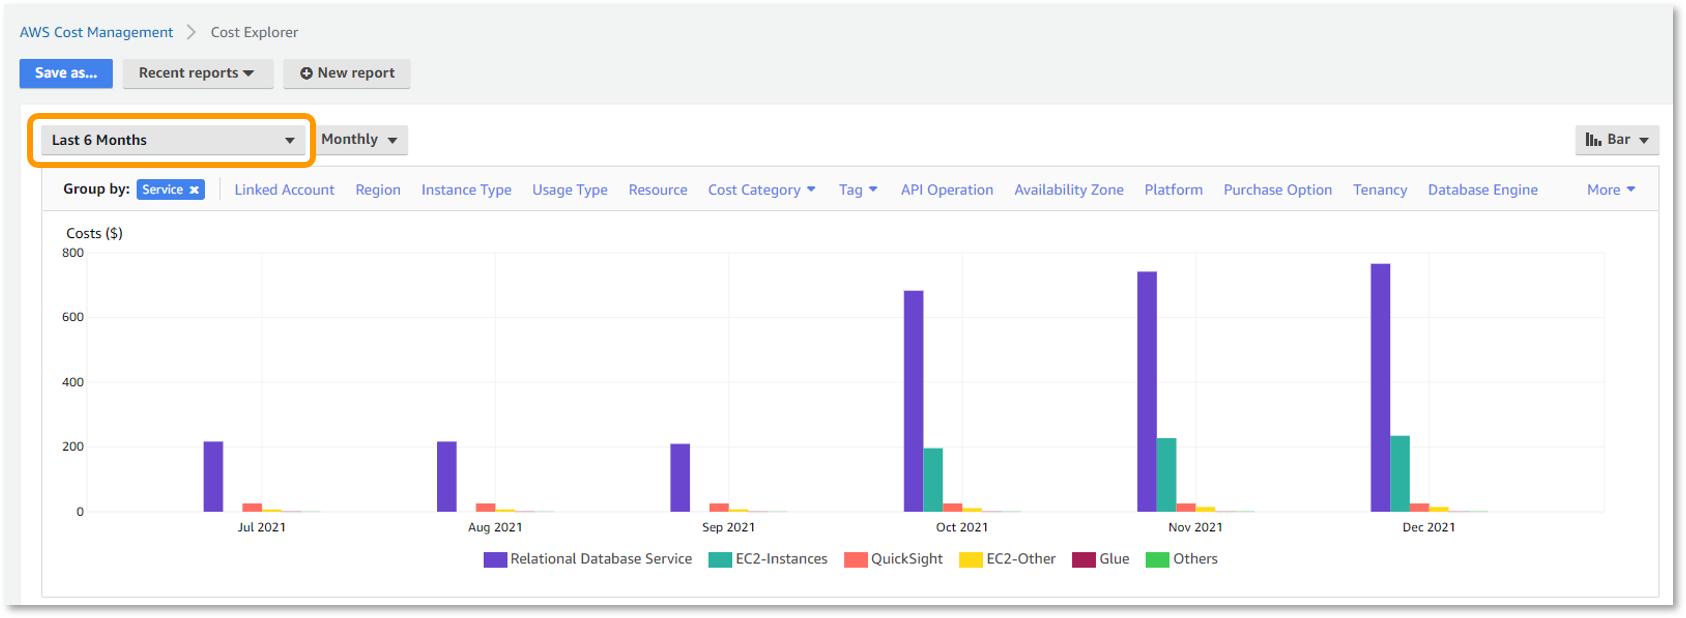 AWS Cost Management Cost Explorer
Save as... Recent reports New report
Last 6 Months Monthly Bar
Group by: Service Linked Account Region Instance Type Usage Type Resource Cost Category Tag API Operation Availability Zone Platform Purchase Option Tenancy Database Engine More
Costs ($)
800
600
400
200
0
Jul 2021 Aug 2021 Sep 2021 Oct 2021 Nov 2021 Dec 2021
Relational Database Service EC2-Instances QuickSight EC2-Other Glue Others